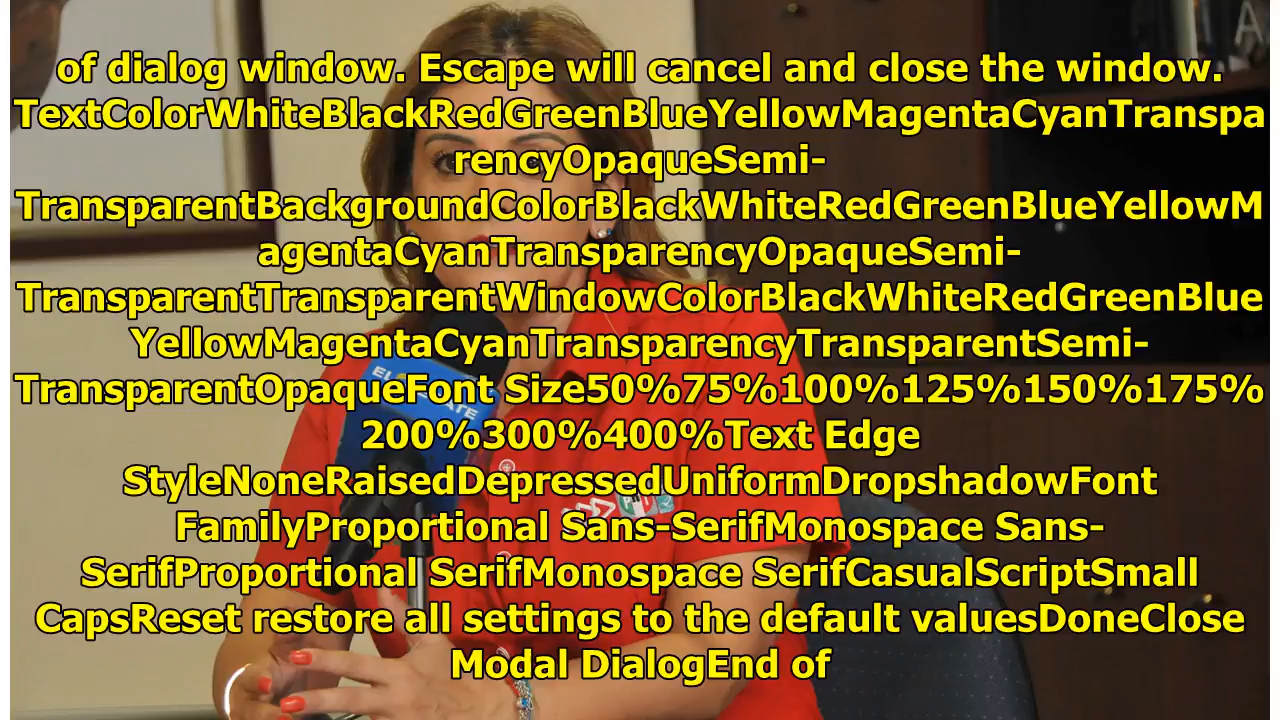 of dialog window. Escape will cancel and close the window.
TextColorWhiteBlackRedGreenBlueYellowMagentaCyanTranspa
rencyOpaqueSemi-
TransparentBackgroundColorBlackWhiteRedGreenBlueYellowM
agentaCyanTransparencyOpaqueSemi-
TransparentTransparentWindowColorBlackWhiteRedGreenBlue
YellowMagentaCyanTransparencyTransparentSemi-
TransparentOpaqueFont Size50%75%100%125%150%175%
200%300%400%Text Edge
StyleNoneRaisedDepressedUniformDropshadowFont
FamilyProportional Sans-SerifMonospace Sans-
SerifProportional SerifMonospace SerifCasualScriptSmall
CapsReset restore all settings to the default valuesDoneClose
Modal DialogEnd of
EL
A